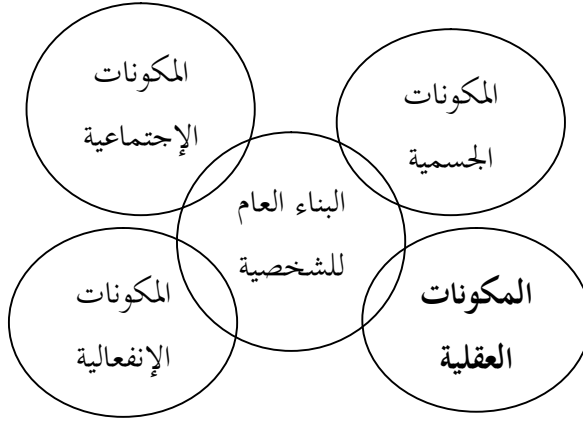 المكونات
الجسمية
المكونات
الإجتماعية
البناء العام
للشخصية
المكونات
العقلية
المكونات
الإنفعالية